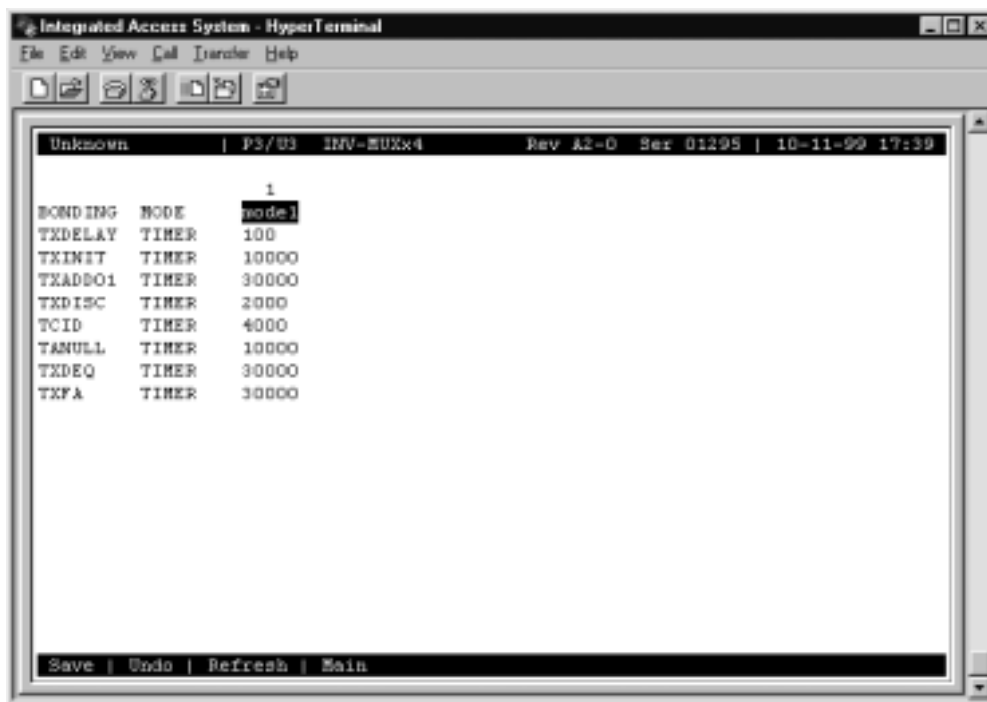 Integrated Access System - HyperTerminal
File Edit View Call Transfer Help
Unknown | P3/U3 INV-MUXx4 Rev A2-0 Ser 01295 | 10-11-99 17:39
1
BONDING MODE mode1
TXDELAY TIMER 100
TXINIT TIMER 10000
TXADD01 TIMER 30000
TXDISC TIMER 2000
TCID TIMER 4000
TANULL TIMER 10000
TXDEQ TIMER 30000
TXFA TIMER 30000
Save | Undo | Refresh | Main